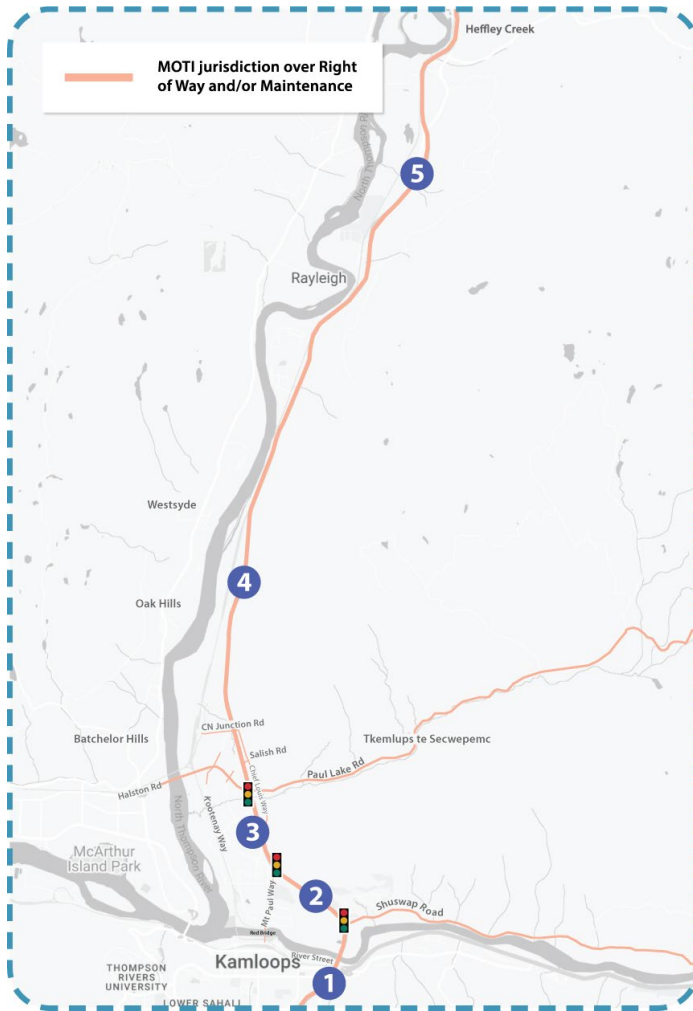 Heffley Creek
MOTI jurisdiction over Right
of Way and/or Maintenance
5
North Thompson
Rayleigh
Westsyde
4
Oak Hills
CN Junction Rd
Batchelor Hills
Salish Rd
Tkemlups te Secwepemc
Chief Louis Way
Paul Lake Rd
Halston Rd
Kootenay Way
North Thompson River
3
McArthur
Island Park
2
Mt Paul Way
Shuswap Road
Red Bridge
River Street
Kamloops
THOMPSON
RIVERS
UNIVERSITY
1
LOWER SAHALI